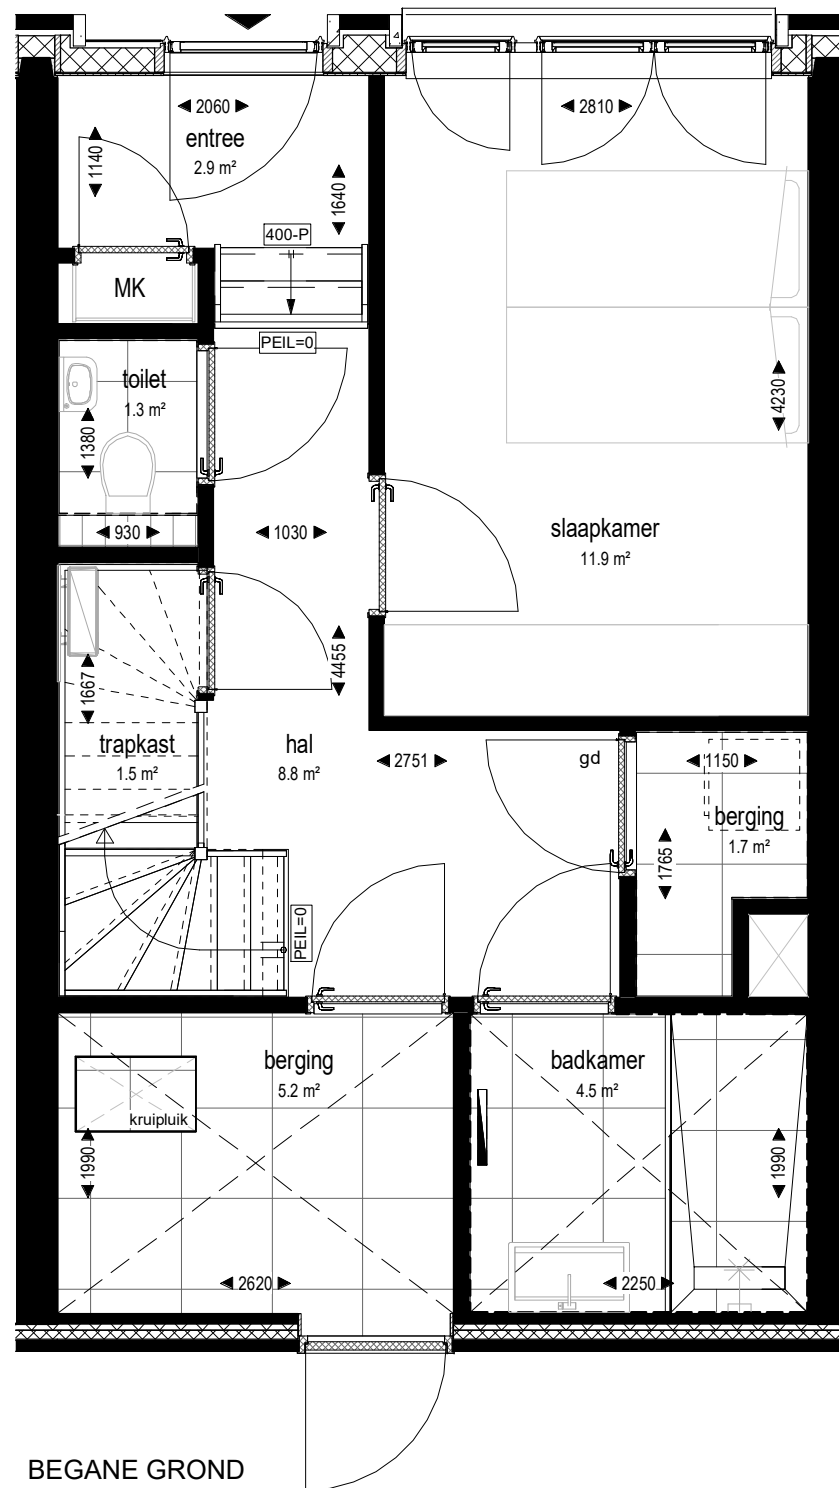 2060
2810
entree
2.9 m²
1140
1640
400-P
MK
PEIL=0
toilet
1.3 m²
4230
1380
930
1030
slaapkamer
11.9 m²
4455
1667
trapkast
1.5 m²
hal
8.8 m²
2751
gd
1150
berging
1.7 m²
1765
PEIL=0
berging
5.2 m²
badkamer
4.5 m²
kruipluik
1990
1990
2620
2250
BEGANE GROND